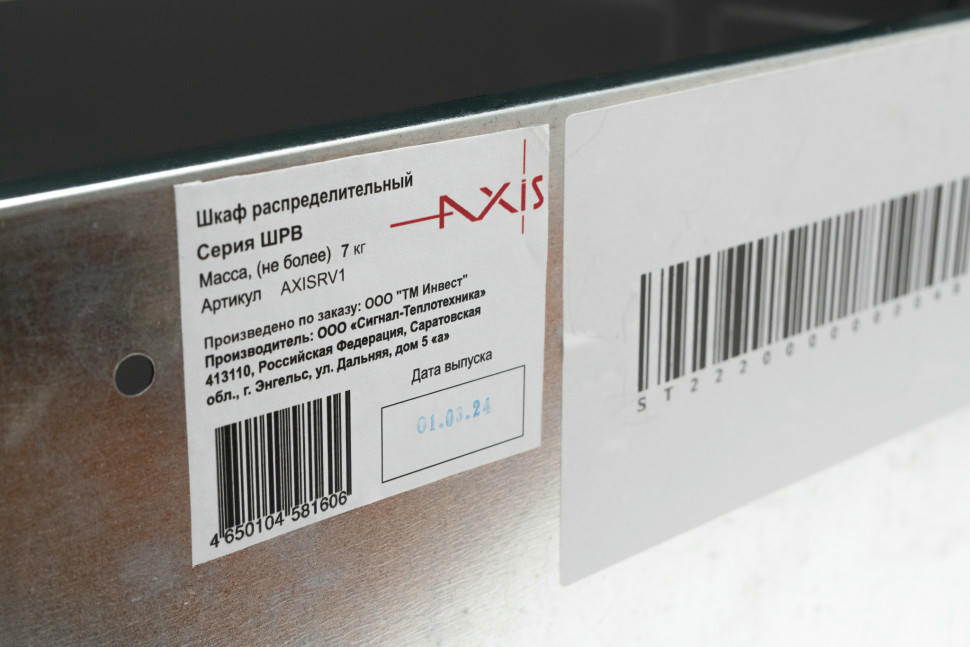 Шкаф распределительный
AXIS
Серия ШРВ
Масса, (не более) 7 кг
Артикул AXISRV1
Произведено по заказу: ООО "ТМ Инвест"
Производитель: ООО «Сигнал-Теплотехника»
413110, Российская Федерация, Саратовская
обл., г. Энгельс, ул. Дальняя, дом 5 «а»
Дата выпуска
01.03.24
4 650104 581606